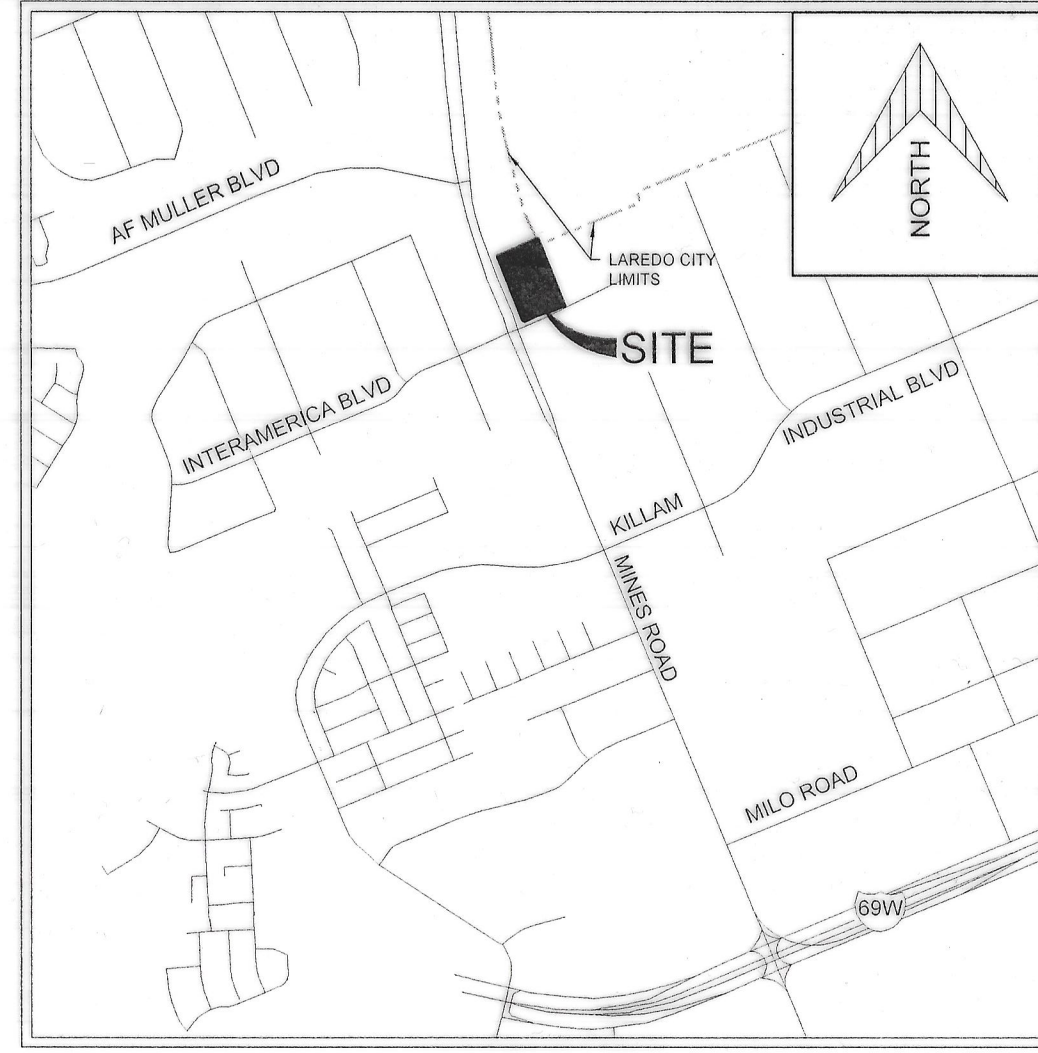 AF MULLER BLVD
NORTH
LAREDO CITY
LIMITS
SITE
INTERAMERICA BLVD
INDUSTRIAL BLVD
KILLAM
MINES ROAD
MILO ROAD
69W